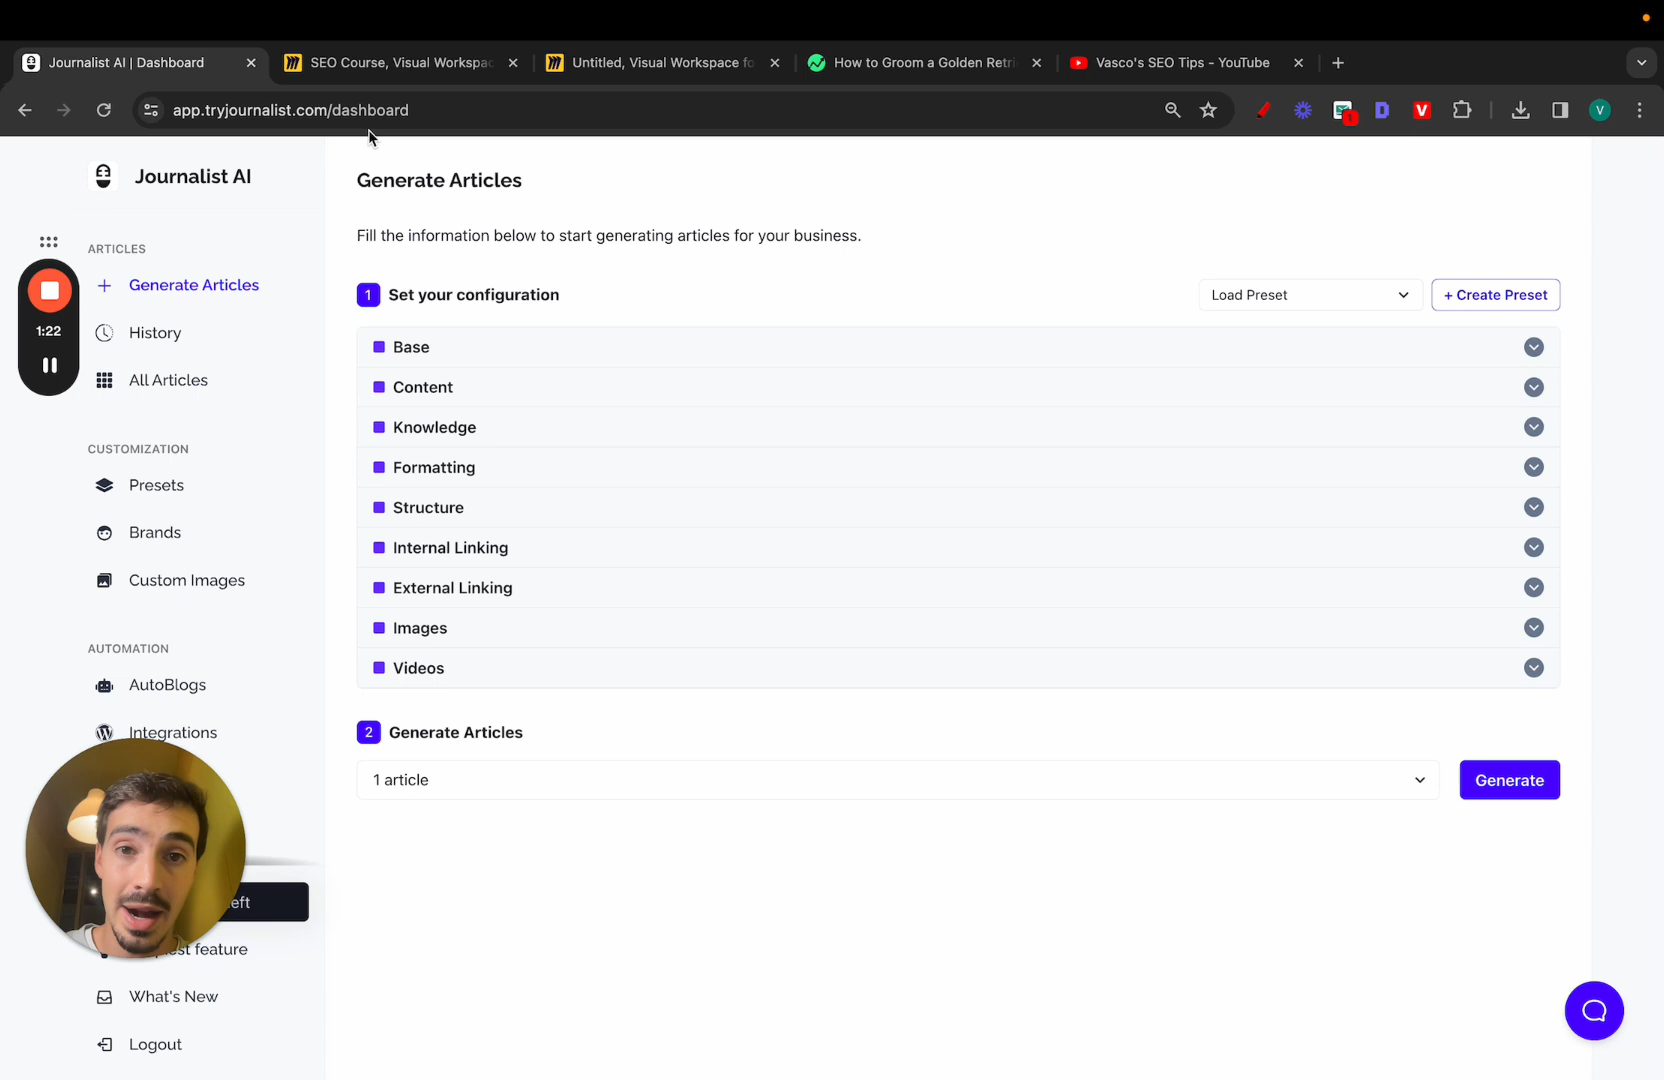 Journalist AI | Dashboard
SEO Course, Visual Workspac
Untitled, Visual Workspace fo
How to Groom a Golden Retri
Vasco's SEO Tips - YouTube
app.tryjournalist.com/dashboard
1
D
V
V
Journalist AI
ARTICLES
Generate Articles
History
All Articles
1:22
CUSTOMIZATION
Presets
Brands
Custom Images
AUTOMATION
AutoBlogs
Integrations
eft
st feature
What's New
Logout
Generate Articles
Fill the information below to start generating articles for your business.
1 Set your configuration
Load Preset
+ Create Preset
Base
Content
Knowledge
Formatting
Structure
Internal Linking
External Linking
Images
Videos
2 Generate Articles
1 article
Generate